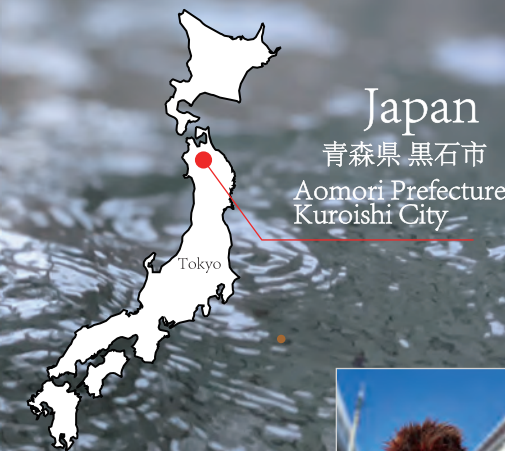 Japan
青森県 黒石市
Aomori Prefecture
Kuroishi City
Tokyo